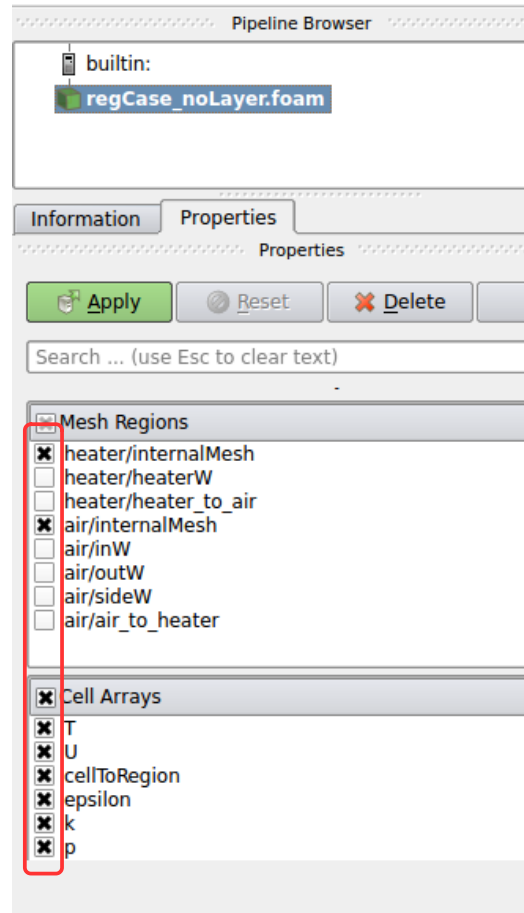 Pipeline Browser
builtin:
regCase_noLayer.foam
Information Properties
Properties
Apply Reset Delete
Search ... (use Esc to clear text)
-
Mesh Regions
heater/internalMesh
heater/heaterW
heater/heater_to_air
air/internalMesh
air/inW
air/outW
air/sideW
air/air_to_heater
Cell Arrays
T
U
cellToRegion
epsilon
k
p